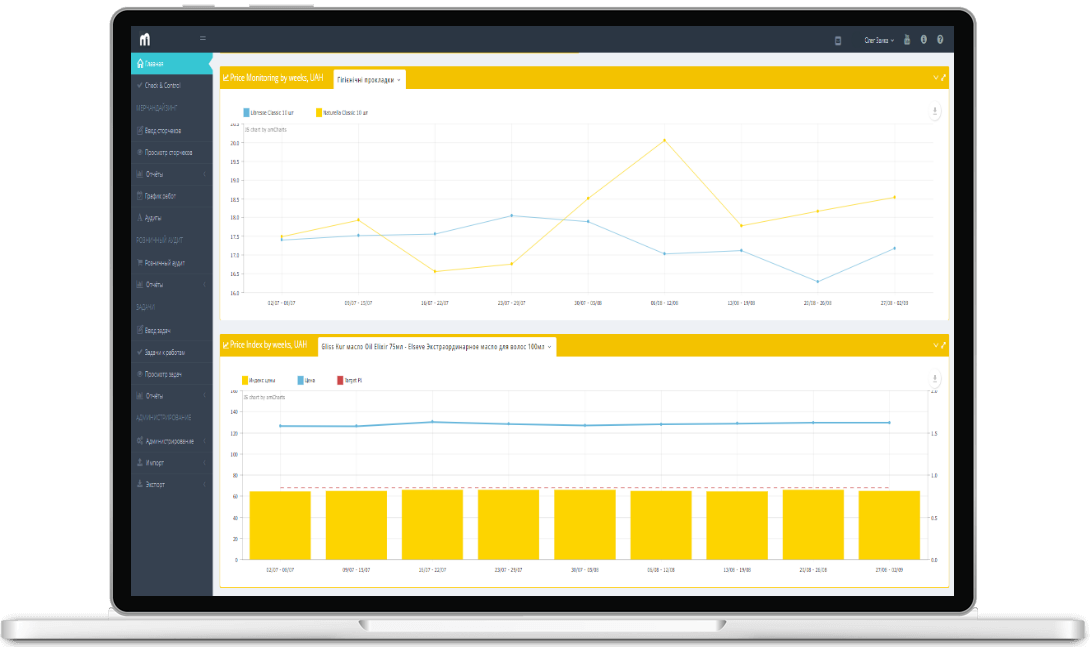 Олег Заика
Главная
Check & Control
МЕРЧАНДАЙЗИНГ
Ввод сторчеков
Просмотр сторчеков
Отчёты
График работ
Аудиты
РОЗНИЧНЫЙ АУДИТ
Розничный аудит
Отчёты
ЗАДАЧИ
Ввод задач
Задачи к работам
Просмотр задач
Отчёты
АДМИНИСТРИРОВАНИЕ
Администрирование
Импорт
Экспорт
Price Monitoring by weeks, UAH
Гігієнічні прокладки
Libresse Classic 10 шт
Naturella Classic 10 шт
JS chart by amCharts
20.5
20.0
19.5
19.0
18.5
18.0
17.5
17.0
16.5
16.0
02/07 - 08/07
09/07 - 15/07
16/07 - 22/07
23/07 - 29/07
30/07 - 05/08
06/08 - 12/08
13/08 - 19/08
20/08 - 26/08
27/08 - 02/09
Price Index by weeks, UAH
Gliss Kur масло Oil Elixir 75мл - Elseve Экстраординарное масло для волос 100мл
Индекс цены
Цена
Target PI
JS chart by amCharts
160
140
120
100
80
60
40
20
0
2.0
1.5
1.0
0.5
0.0
02/07 - 08/07
09/07 - 15/07
16/07 - 22/07
23/07 - 29/07
30/07 - 05/08
06/08 - 12/08
13/08 - 19/08
20/08 - 26/08
27/08 - 02/09